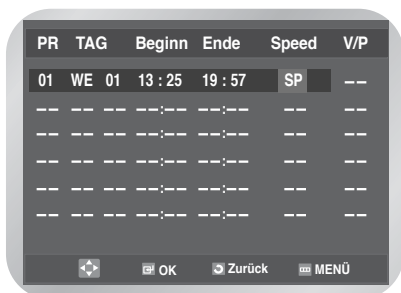 PR TAG Beginn Ende Speed V/P
01 WE 01 13 : 25 19 : 57 SP ––
–– –– –– ––:–– ––:–– –– ––
–– –– –– ––:–– ––:–– –– ––
–– –– –– ––:–– ––:–– –– ––
–– –– –– ––:–– ––:–– –– ––
–– –– –– ––:–– ––:–– –– ––
OK Zurück MENÜ